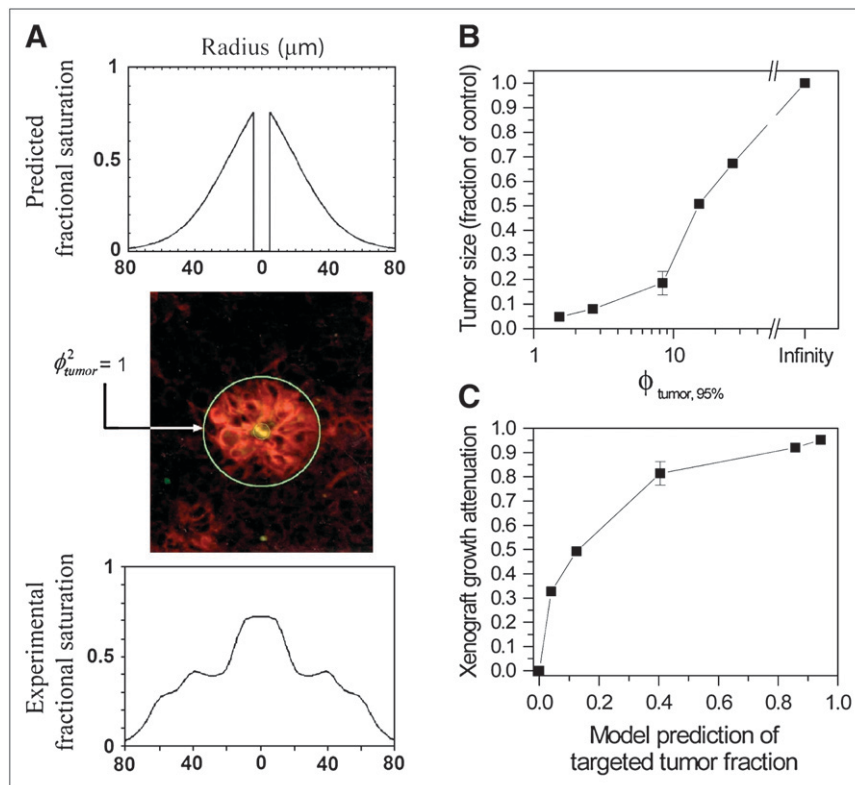 A
Radius (μm)
Predicted
fractional saturation
1
0.5
0
80 40 0 40 80
ϕ²tumor = 1
Experimental
fractional saturation
1
0.5
0
80 40 0 40 80
B
Tumor size (fraction of control)
1.0
0.9
0.8
0.7
0.6
0.5
0.4
0.3
0.2
0.1
0.0
1 10 Infinity
ϕ tumor, 95%
C
Xenograft growth attenuation
1.0
0.9
0.8
0.7
0.6
0.5
0.4
0.3
0.2
0.1
0.0
0.0 0.2 0.4 0.6 0.8 1.0
Model prediction of
targeted tumor fraction